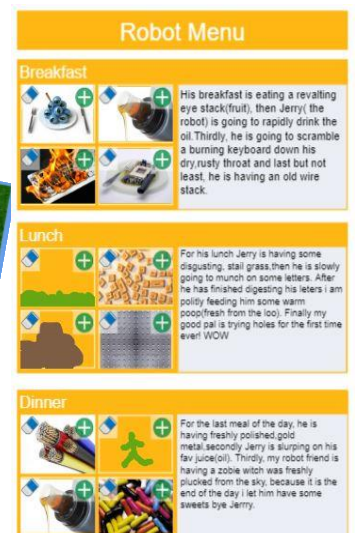 Robot Menu
Breakfast
His breakfast is eating a revalting
eye stack(fruit), then Jerry( the
robot) is going to rapidly drink the
oil.Thirdly, he is going to scramble
a burning keyboard down his
dry,rusty throat and last but not
least, he is having an old wire
stack.
Lunch
For his lunch Jerry is having some
disgusting, stail grass,then he is slowly
going to munch on some letters. After
he has finished digesting his leters i am
politly feeding him some warm
poop(fresh from the loo). Finally my
good pal is trying holes for the first time
ever! WOW
Dinner
For the last meal of the day, he is
having freshly polished,gold
metal,secondly Jerry is slurping on his
fav juice(oil). Thirdly, my robot friend is
having a zobie witch was freshly
plucked from the sky, because it is the
end of the day i let him have some
sweets bye Jerrry.